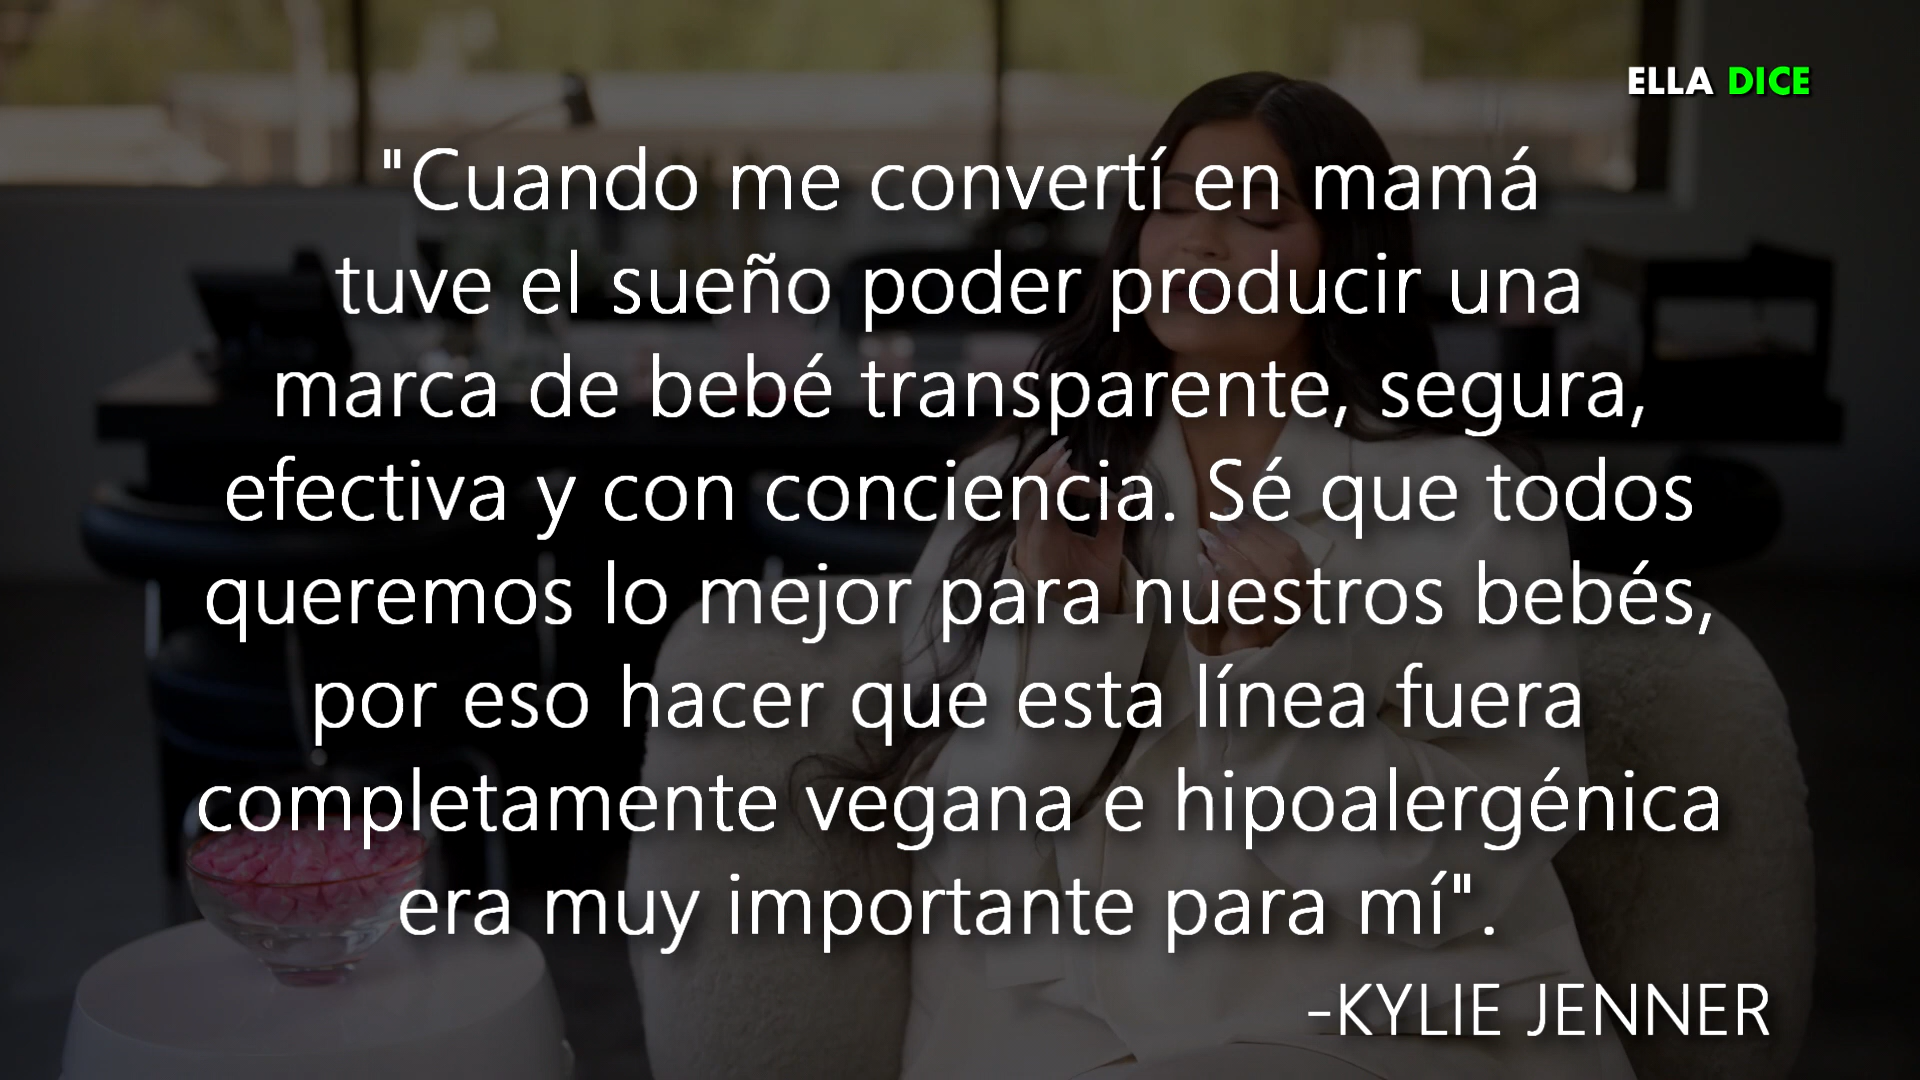 ELLA DICE
"Cuando me convertí en mamá
tuve el sueño poder producir una
marca de bebé transparente, segura,
efectiva y con conciencia. Sé que todos
queremos lo mejor para nuestros bebés,
por eso hacer que esta línea fuera
completamente vegana e hipoalergénica
era muy importante para mí".
-KYLIE JENNER